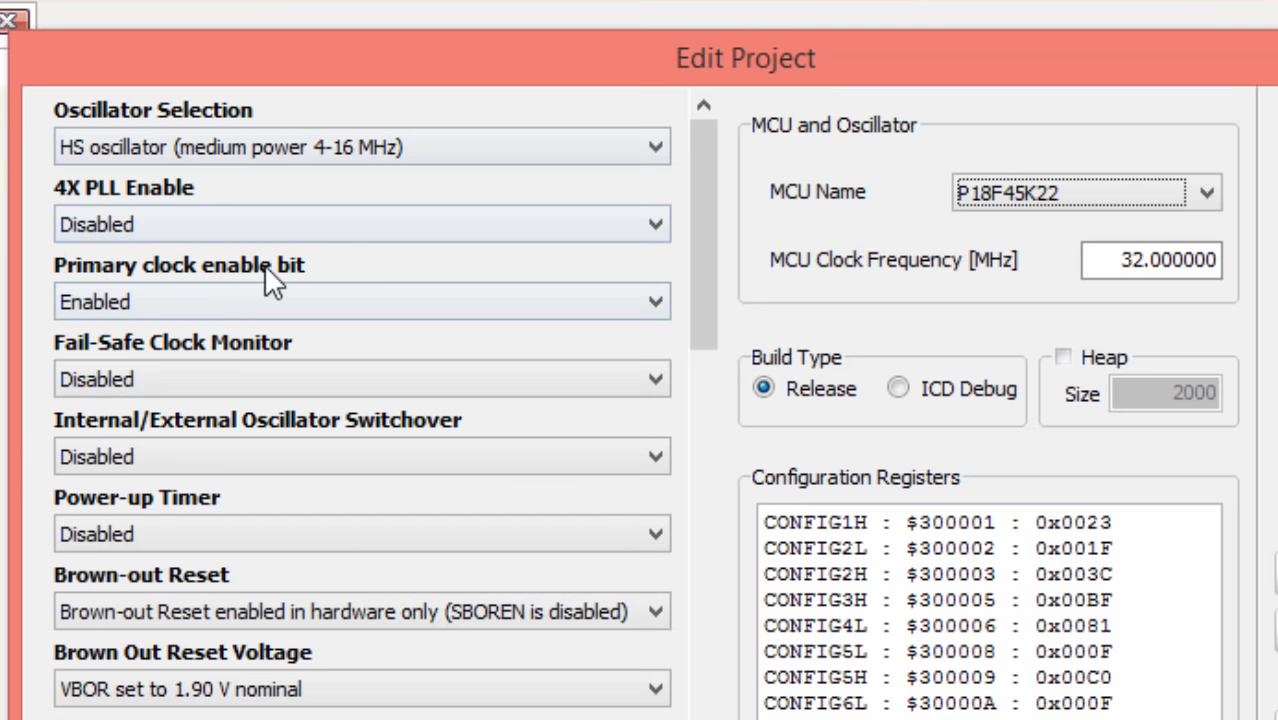 Edit Project
Oscillator Selection
HS oscillator (medium power 4-16 MHz)
4X PLL Enable
Disabled
Primary clock enable bit
Enabled
Fail-Safe Clock Monitor
Disabled
Internal/External Oscillator Switchover
Disabled
Power-up Timer
Disabled
Brown-out Reset
Brown-out Reset enabled in hardware only (SBOREN is disabled)
Brown Out Reset Voltage
VBOR set to 1.90 V nominal
MCU and Oscillator
MCU Name P18F45K22
MCU Clock Frequency [MHz] 32.000000
Build Type
Release ICD Debug
Heap
Size 2000
Configuration Registers
CONFIG1H : $300001 : 0x0023
CONFIG2L : $300002 : 0x001F
CONFIG2H : $300003 : 0x003C
CONFIG3H : $300005 : 0x00BF
CONFIG4L : $300006 : 0x0081
CONFIG5L : $300008 : 0x000F
CONFIG5H : $300009 : 0x00C0
CONFIG6L : $30000A : 0x000F